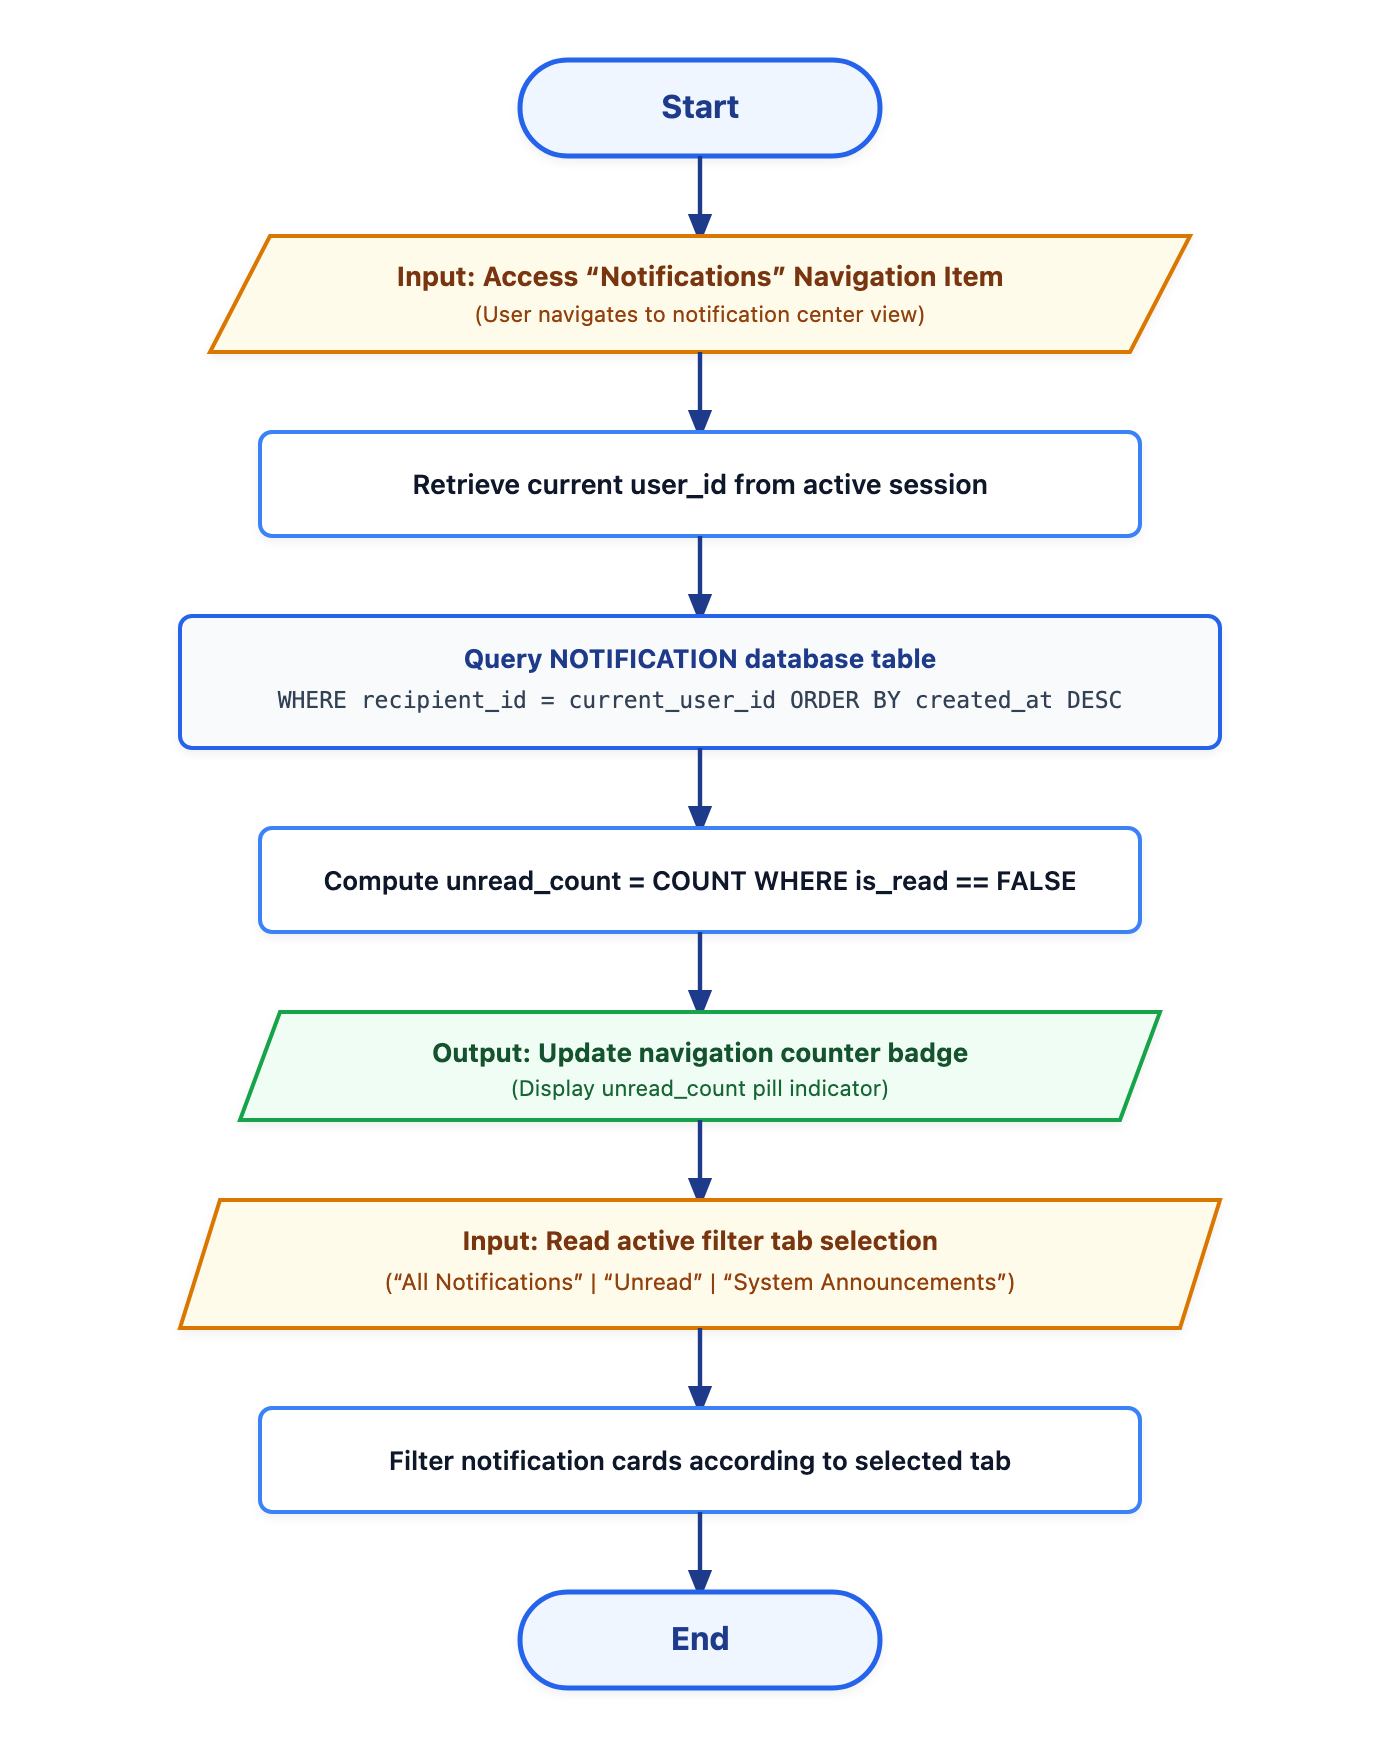 Start
Input: Access “Notifications” Navigation Item
(User navigates to notification center view)
Retrieve current user_id from active session
Query NOTIFICATION database table
WHERE recipient_id = current_user_id ORDER BY created_at DESC
Compute unread_count = COUNT WHERE is_read == FALSE
Output: Update navigation counter badge
(Display unread_count pill indicator)
Input: Read active filter tab selection
(“All Notifications” | “Unread” | “System Announcements”)
Filter notification cards according to selected tab
End